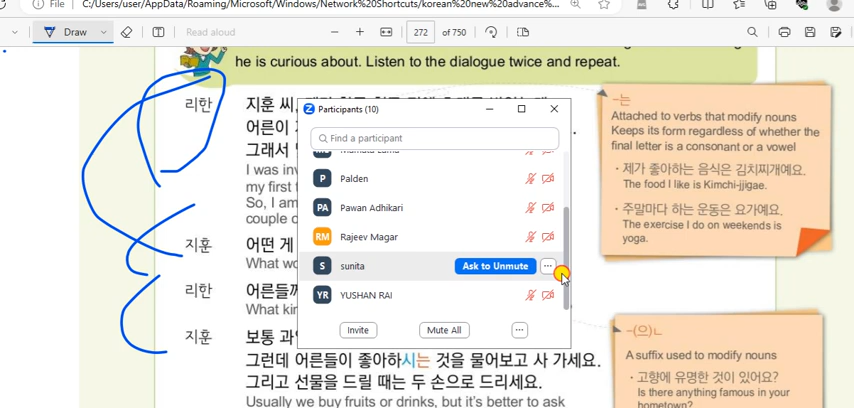 File C:/Users/user/AppData/Roaming/Microsoft/Windows/Network%20Shortcuts/korean%20new%20advance%...
Draw Read aloud 272 of 750
he is curious about. Listen to the dialogue twice and repeat.
리한 지훈 씨,
어른이
그래서
I was inv
my first
So, I am
couple o
지훈 어떤 게
What wo
리한 어른들께
What kin
지훈 보통 과일
그런데 어른들이 좋아하시는 것을 물어보고 사 가세요.
그리고 선물을 드릴 때는 두 손으로 드리세요.
Usually we buy fruits or drinks, but it's better to ask
Participants (10)
Find a participant
P Palden
PA Pawan Adhikari
RM Rajeev Magar
S sunita Ask to Unmute
YR YUSHAN RAI
Invite Mute All
-는
Attached to verbs that modify nouns
Keeps its form regardless of whether the
final letter is a consonant or a vowel
· 제가 좋아하는 음식은 김치찌개예요.
The food I like is Kimchi-jjigae.
· 주말마다 하는 운동은 요가예요.
The exercise I do on weekends is
yoga.
-(으)ㄴ
A suffix used to modify nouns
· 고향에 유명한 것이 있어요?
Is there anything famous in your
hometown?